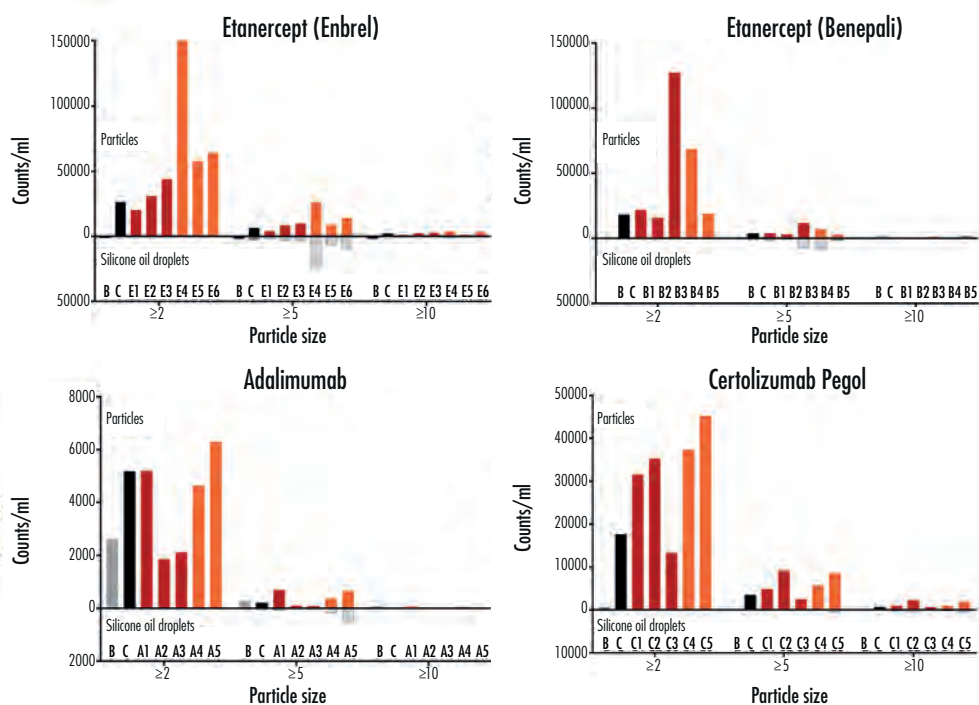 Etanercept (Enbrel)
150000
100000
50000
0
50000
Counts/ml
Particles
Silicone oil droplets
B C E1 E2 E3 E4 E5 E6 B C E1 E2 E3 E4 E5 E6 B C E1 E2 E3 E4 E5 E6
≥2 ≥5 ≥10
Particle size
Etanercept (Benepali)
150000
100000
50000
0
50000
Counts/ml
Particles
Silicone oil droplets
B C B1 B2 B3 B4 B5 B C B1 B2 B3 B4 B5 B C B1 B2 B3 B4 B5
≥2 ≥5 ≥10
Particle size
Adalimumab
8000
6000
4000
2000
0
2000
Counts/ml
Particles
Silicone oil droplets
B C A1 A2 A3 A4 A5 B C A1 A2 A3 A4 A5 B C A1 A2 A3 A4 A5
≥2 ≥5 ≥10
Particle size
Certolizumab Pegol
50000
40000
30000
20000
10000
0
10000
Counts/ml
Particles
Silicone oil droplets
B C C1 C2 C3 C4 C5 B C C1 C2 C3 C4 C5 B C C1 C2 C3 C4 C5
≥2 ≥5 ≥10
Particle size